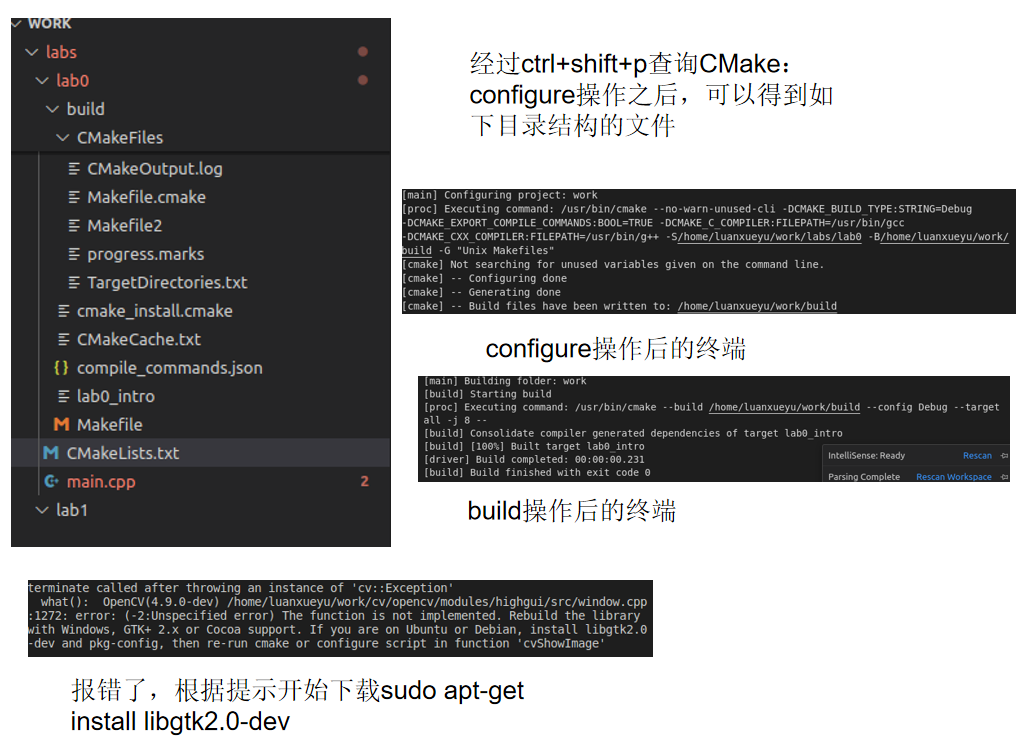 WORK
labs
lab0
build
CMakeFiles
CMakeOutput.log
Makefile.cmake
Makefile2
progress.marks
TargetDirectories.txt
cmake_install.cmake
CMakeCache.txt
{} compile_commands.json
lab0_intro
M Makefile
M CMakeLists.txt
main.cpp 2
lab1
经过ctrl+shift+p查询CMake：
configure操作之后，可以得到如
下目录结构的文件
[main] Configuring project: work
[proc] Executing command: /usr/bin/cmake --no-warn-unused-cli -DCMAKE_BUILD_TYPE:STRING=Debug
-DCMAKE_EXPORT_COMPILE_COMMANDS:BOOL=TRUE -DCMAKE_C_COMPILER:FILEPATH=/usr/bin/gcc
-DCMAKE_CXX_COMPILER:FILEPATH=/usr/bin/g++ -S/home/luanxueyu/work/labs/lab0 -B/home/luanxueyu/work/
build -G "Unix Makefiles"
[cmake] Not searching for unused variables given on the command line.
[cmake] -- Configuring done
[cmake] -- Generating done
[cmake] -- Build files have been written to: /home/luanxueyu/work/build
configure操作后的终端
[main] Building folder: work
[build] Starting build
[proc] Executing command: /usr/bin/cmake --build /home/luanxueyu/work/build --config Debug --target
all -j 8 --
[build] Consolidate compiler generated dependencies of target lab0_intro
[build] [100%] Built target lab0_intro
[driver] Build completed: 00:00:00.231
[build] Build finished with exit code 0
IntelliSense: Ready Rescan
Parsing Complete Rescan Workspace
build操作后的终端
terminate called after throwing an instance of 'cv::Exception'
what(): OpenCV(4.9.0-dev) /home/luanxueyu/work/cv/opencv/modules/highgui/src/window.cpp
:1272: error: (-2:Unspecified error) The function is not implemented. Rebuild the library
with Windows, GTK+ 2.x or Cocoa support. If you are on Ubuntu or Debian, install libgtk2.0
-dev and pkg-config, then re-run cmake or configure script in function 'cvShowImage'
报错了，根据提示开始下载sudo apt-get
install libgtk2.0-dev